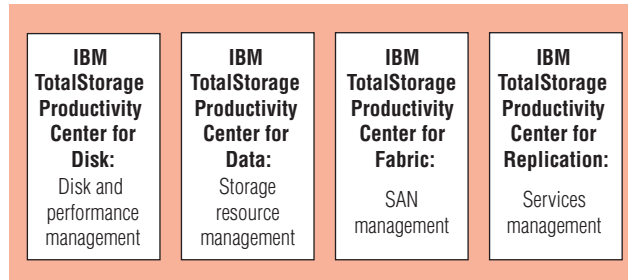 IBM
TotalStorage
Productivity
Center for
Disk:
Disk and
performance
management
IBM
TotalStorage
Productivity
Center for
Data:
Storage
resource
management
IBM
TotalStorage
Productivity
Center for
Fabric:
SAN
management
IBM
TotalStorage
Productivity
Center for
Replication:
Services
management